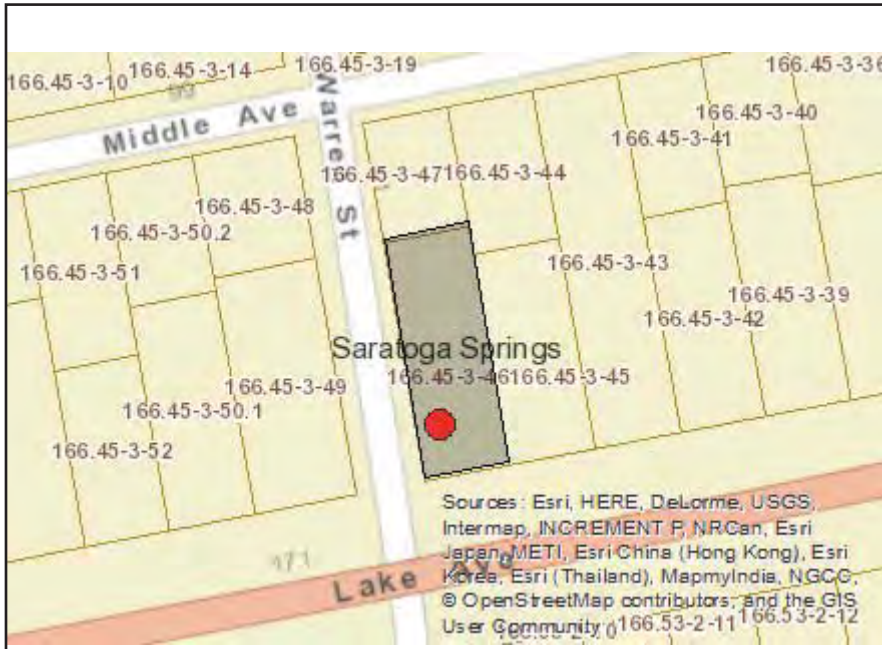 166.45-3-10
166.45-3-14
166.45-3-19
166.45-3-36
99
Middle Ave
Warren St
166.45-3-40
166.45-3-41
166.45-3-47
166.45-3-44
166.45-3-48
166.45-3-50.2
166.45-3-51
166.45-3-43
166.45-3-39
166.45-3-42
Saratoga Springs
166.45-3-46
166.45-3-45
166.45-3-49
166.45-3-50.1
166.45-3-52
171
Lake Ave
Sources: Esri, HERE, DeLorme, USGS,
Intermap, INCREMENT P, NRCan, Esri
Japan, METI, Esri China (Hong Kong), Esri
Korea, Esri (Thailand), MapmyIndia, NGCC,
© OpenStreetMap contributors, and the GIS
User Community
166.53-2-11
166.53-2-12